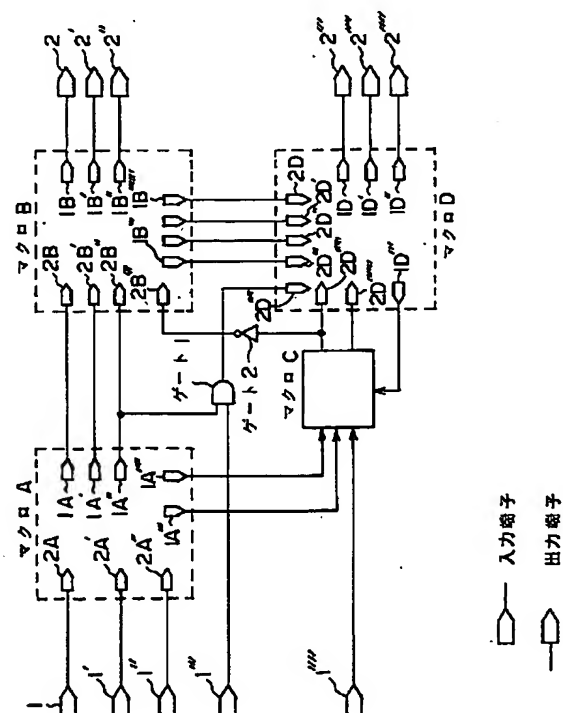 マクロA
マクロB
マクロC
マクロD
ゲート1
ゲート2
1
1'
1"
1"'
1""
2A
2A'
2A"
1A
1A'
1A"
1A"'
1A""
2B
2B'
2B"
2B"'
1B
1B'
1B"
1B"'
1B"""
2
2'
2"
2"'
2""
2""'
2D
2D'
2D"
2D"'
1D
1D'
1D"
1D"'
入力端子
出力端子